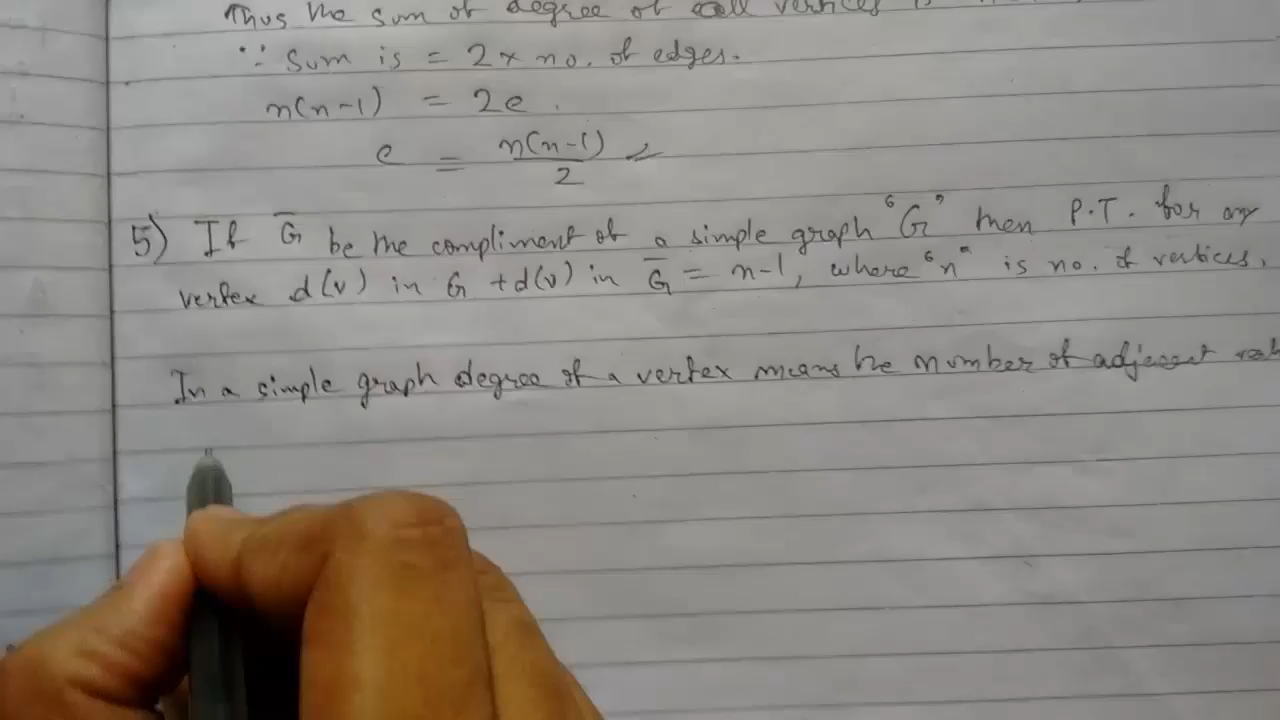 Thus the sum of degree of all vertices is
∵ Sum is = 2 × no. of edges.
n(n-1) = 2e.
e = n(n-1)/2
5) If G̅ be the compliment of a simple graph "G" then P.T. for any
vertex d(v) in G + d(v) in G̅ = n-1, where "n" is no. of vertices.
In a simple graph degree of a vertex means the number of adjacent